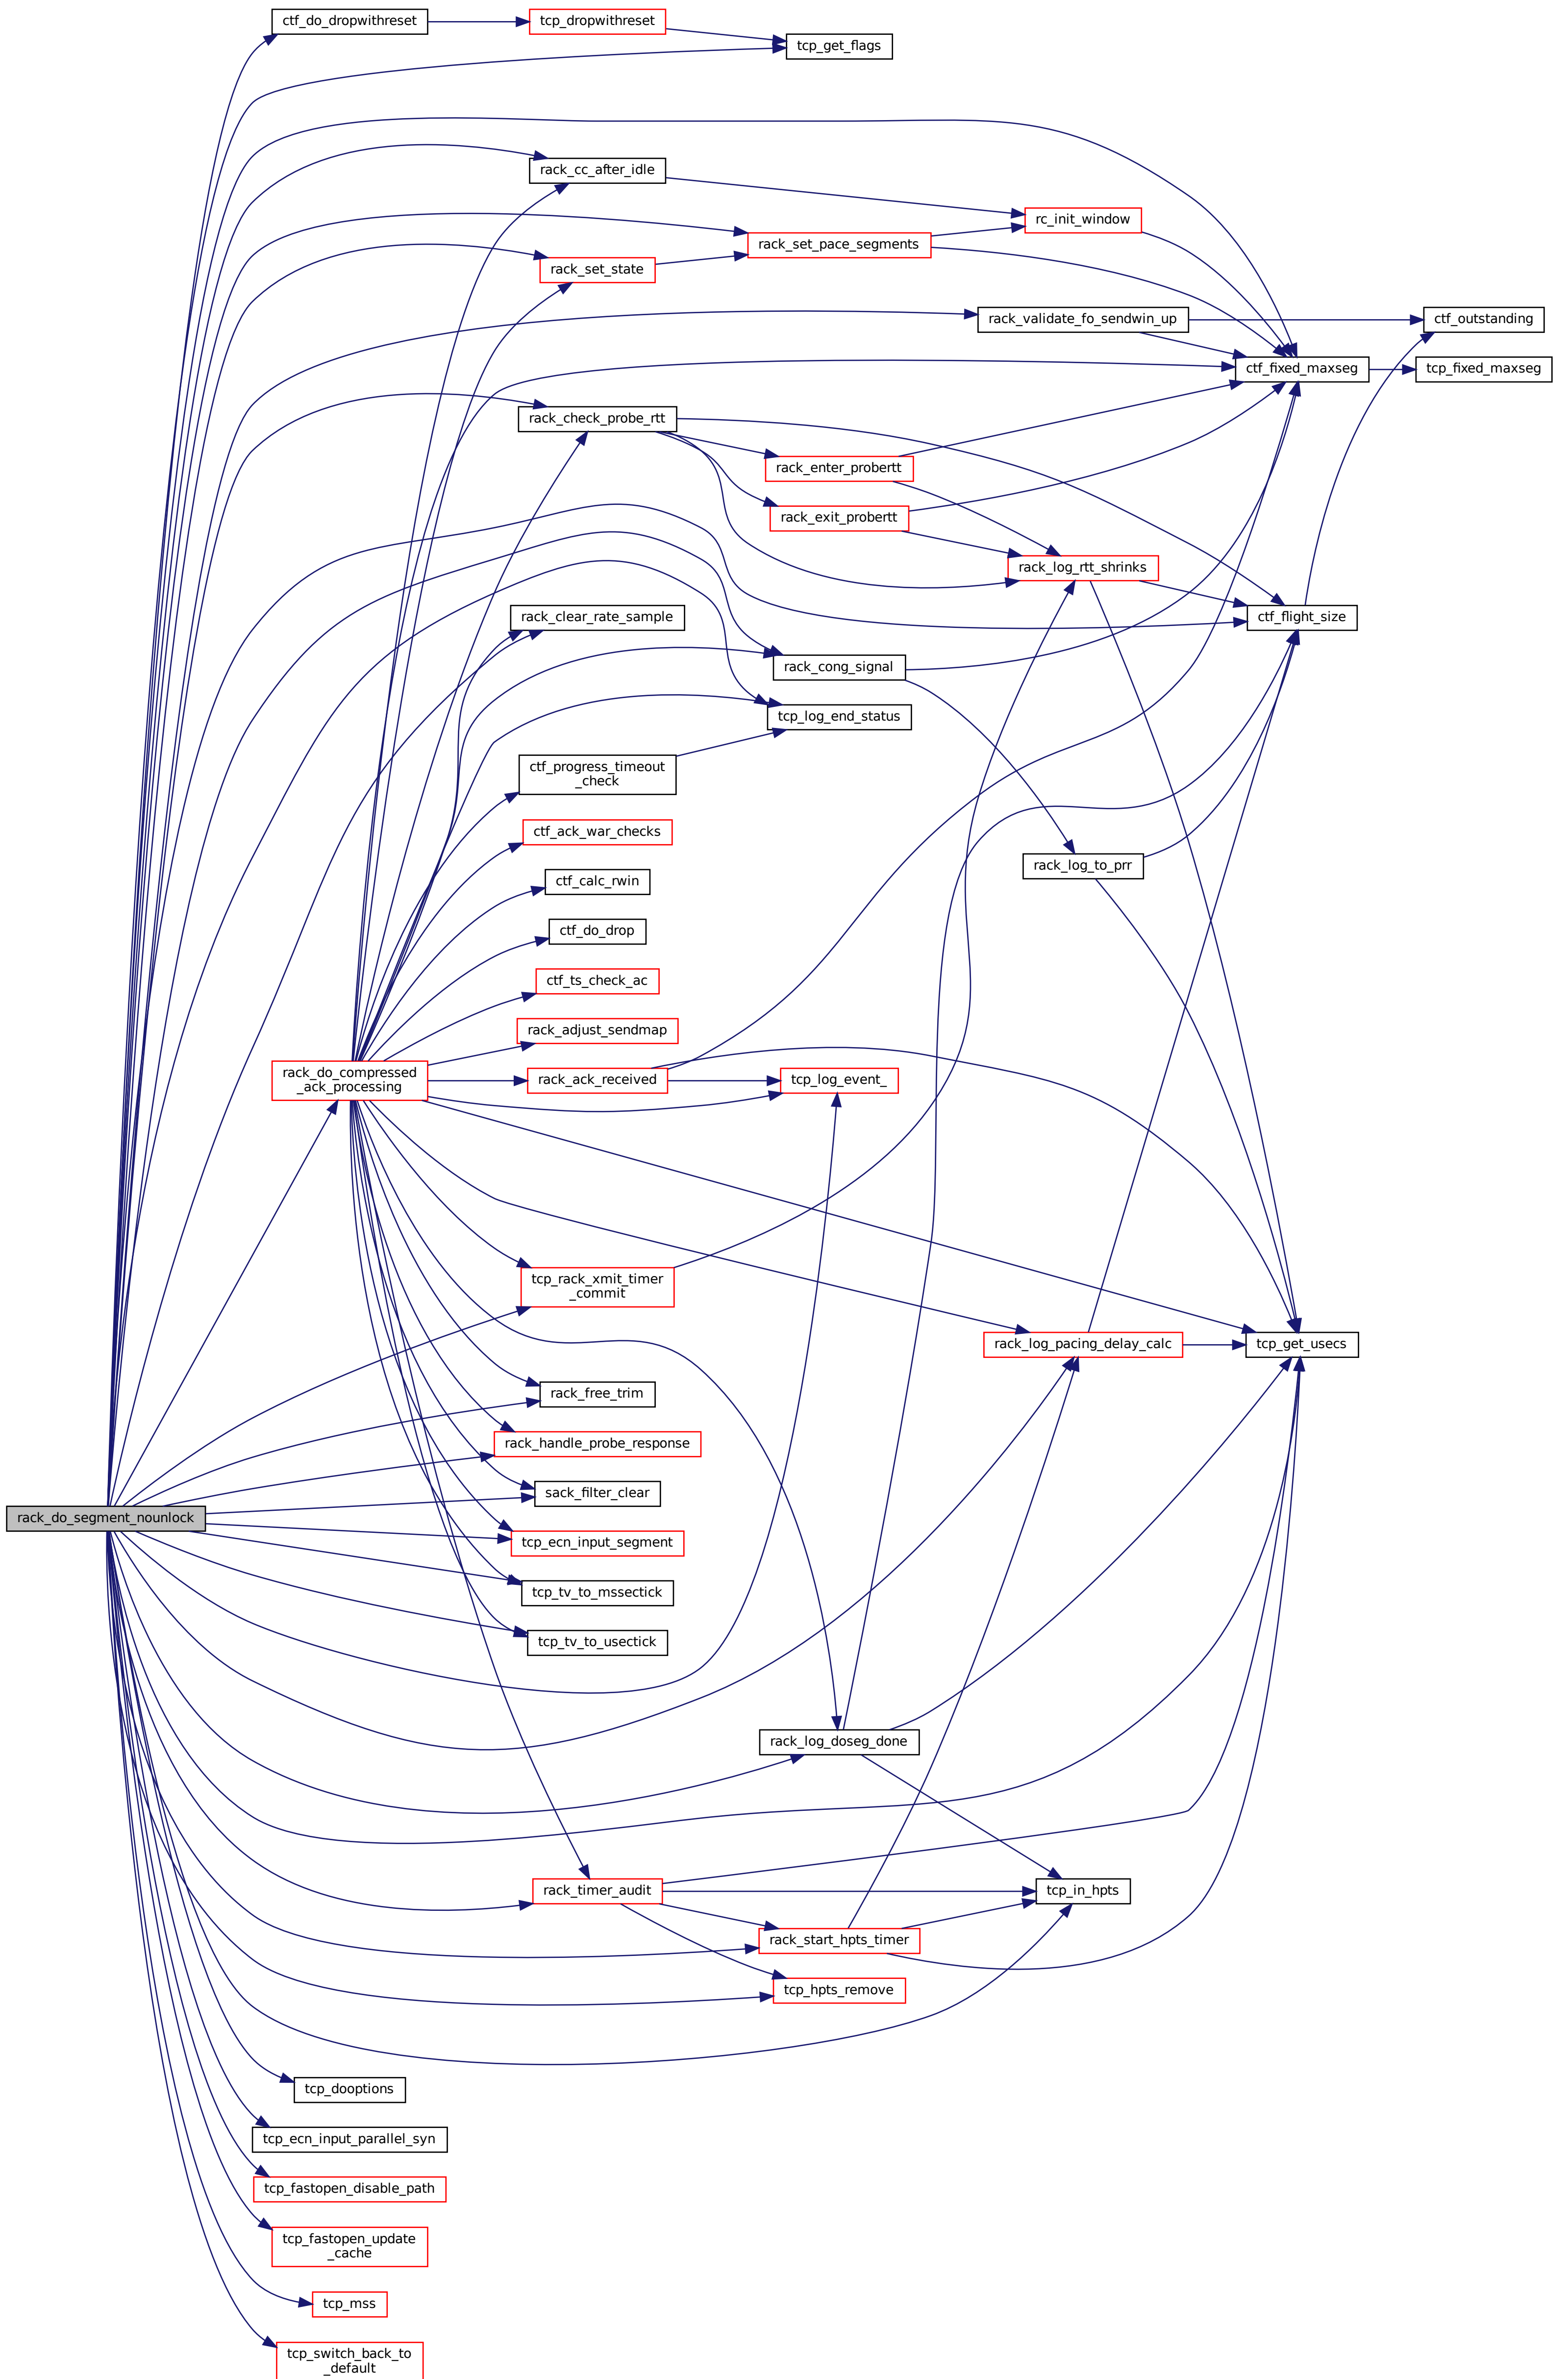 ctf_do_dropwithreset
tcp_dropwithreset
tcp_get_flags
rack_cc_after_idle
rc_init_window
rack_set_pace_segments
rack_set_state
rack_validate_fo_sendwin_up
ctf_outstanding
ctf_fixed_maxseg
tcp_fixed_maxseg
rack_check_probe_rtt
rack_enter_probertt
rack_exit_probertt
rack_log_rtt_shrinks
rack_clear_rate_sample
ctf_flight_size
rack_cong_signal
tcp_log_end_status
ctf_progress_timeout
_check
ctf_ack_war_checks
rack_log_to_prr
ctf_calc_rwin
ctf_do_drop
ctf_ts_check_ac
rack_adjust_sendmap
rack_do_compressed
_ack_processing
rack_ack_received
tcp_log_event_
tcp_rack_xmit_timer
_commit
rack_log_pacing_delay_calc
tcp_get_usecs
rack_free_trim
rack_handle_probe_response
sack_filter_clear
rack_do_segment_nounlock
tcp_ecn_input_segment
tcp_tv_to_mssectick
tcp_tv_to_usectick
rack_log_doseg_done
rack_timer_audit
tcp_in_hpts
rack_start_hpts_timer
tcp_hpts_remove
tcp_dooptions
tcp_ecn_input_parallel_syn
tcp_fastopen_disable_path
tcp_fastopen_update
_cache
tcp_mss
tcp_switch_back_to
_default